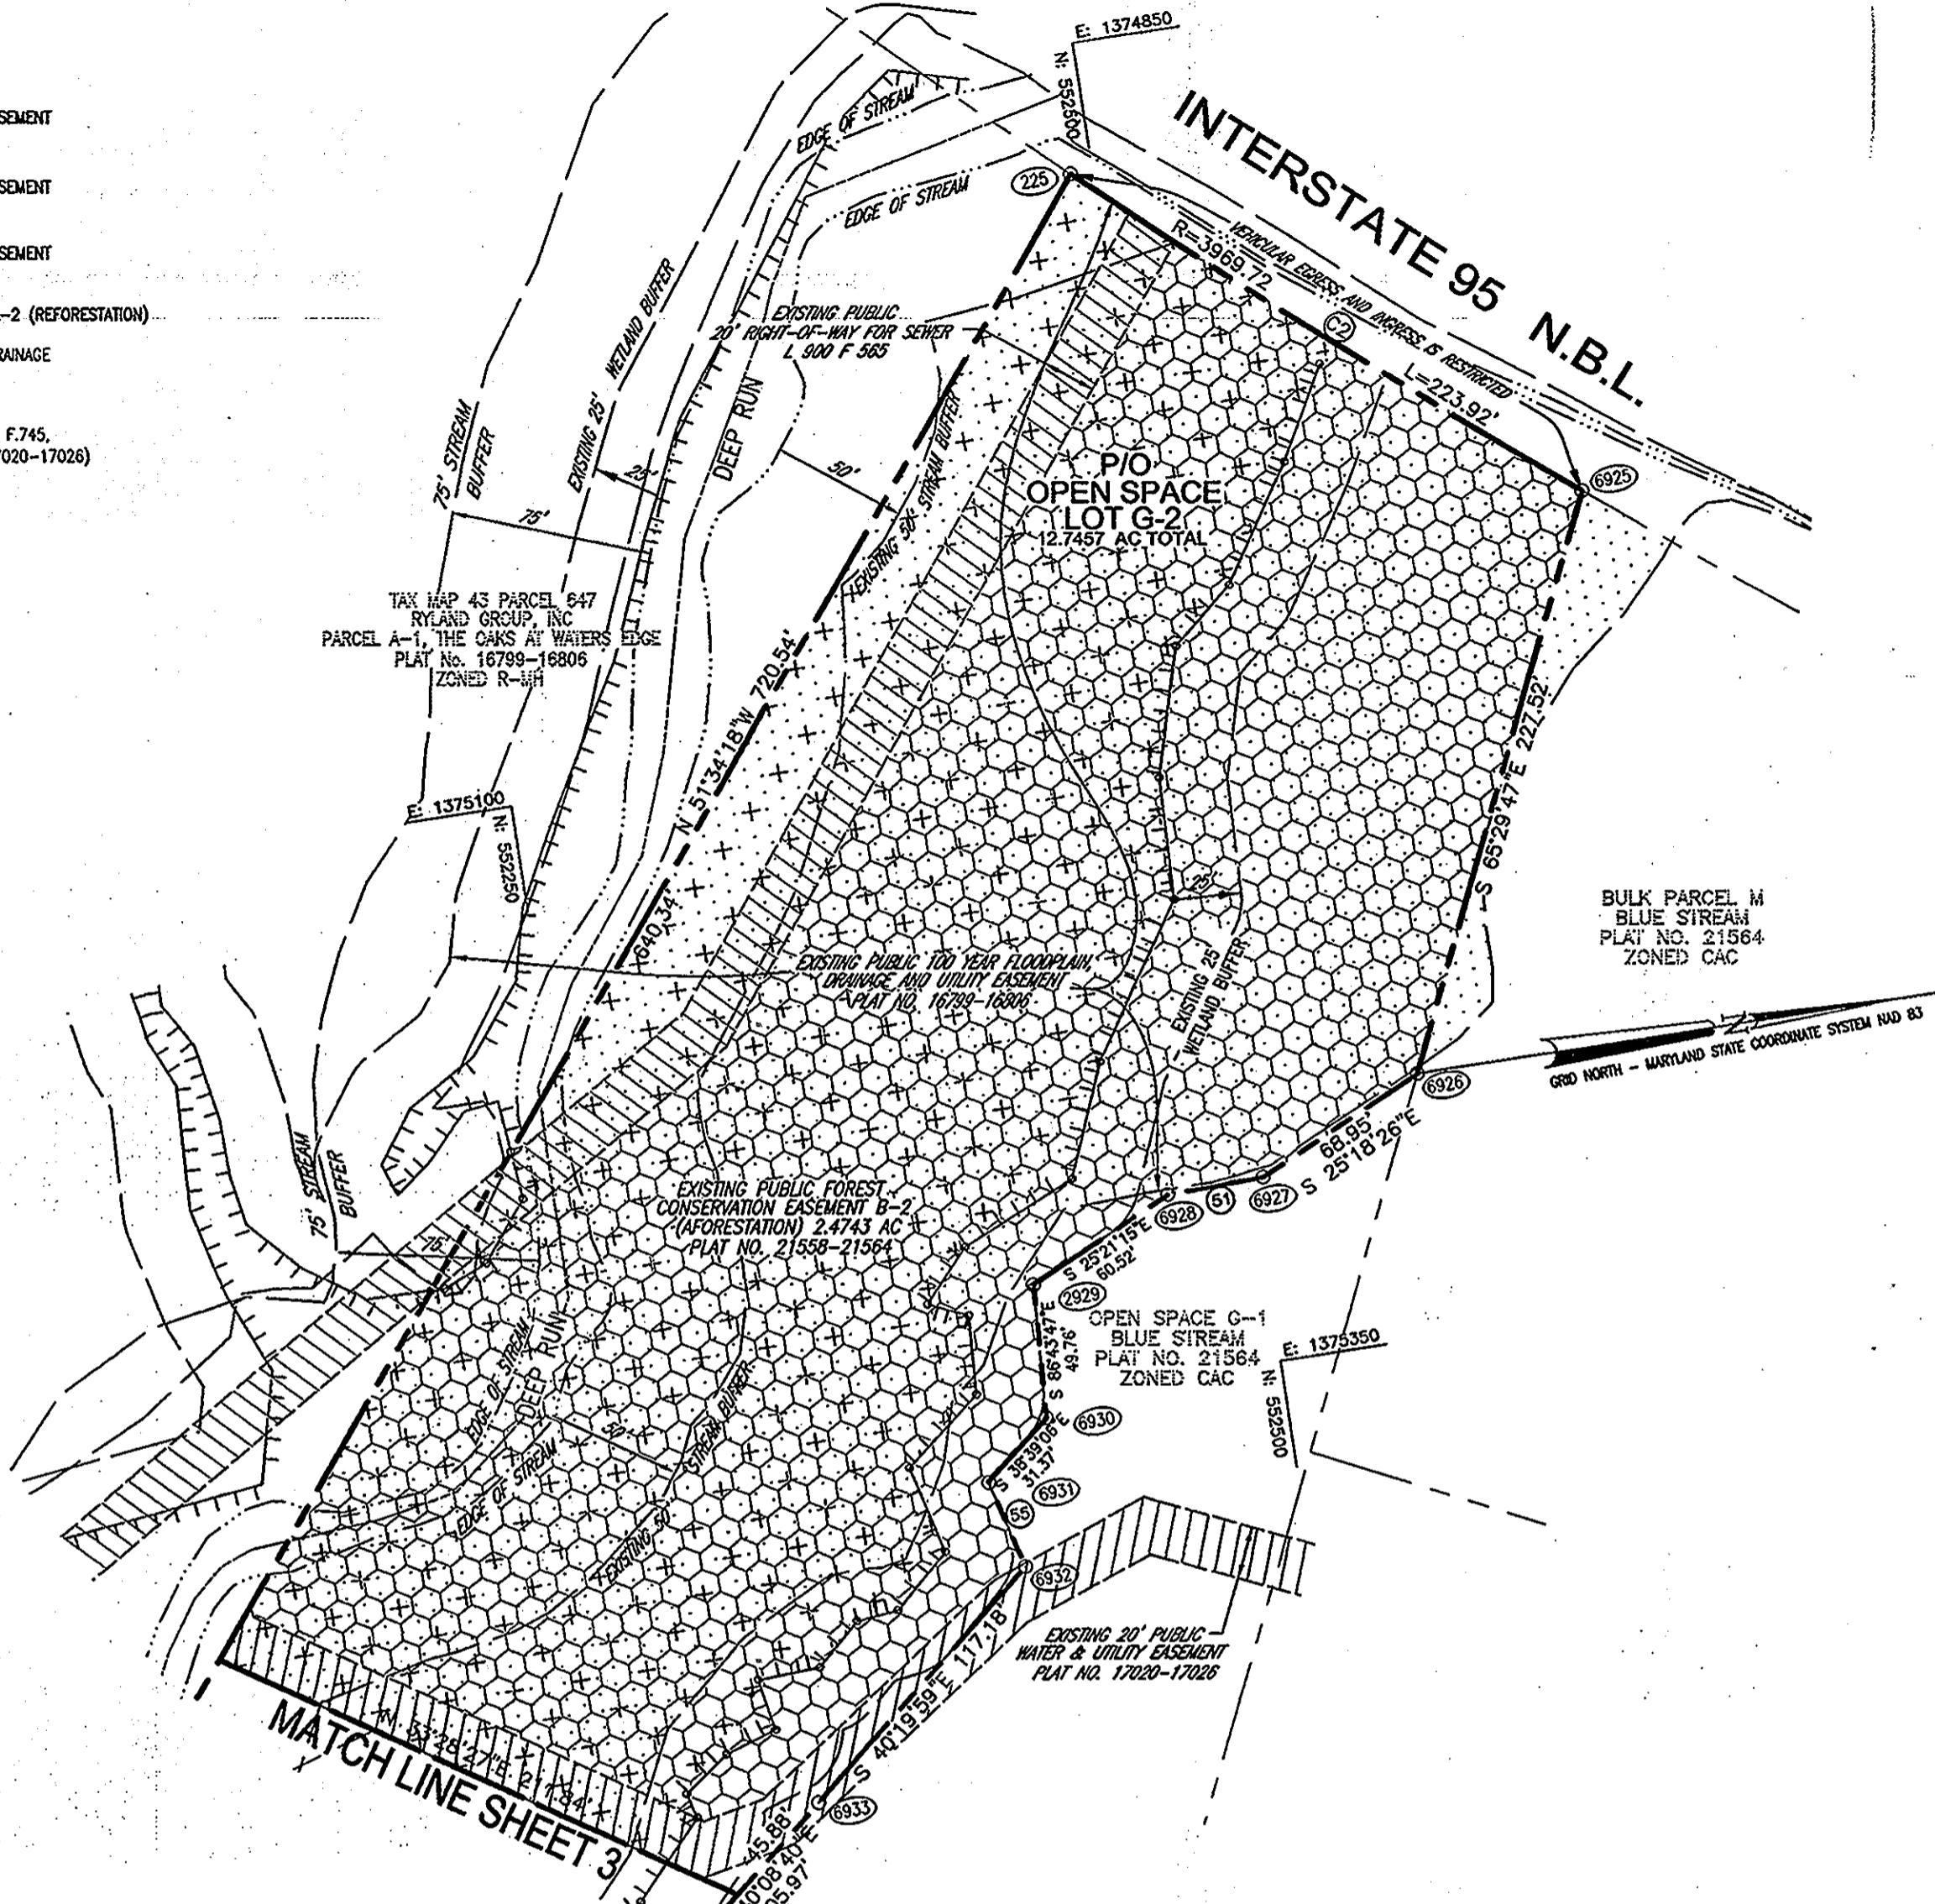 SEMENT
SEMENT
SEMENT
-2 (REFORESTATION)
RAINAGE
F.745,
7020-17026)
E: 1374850
N: 552500
INTERSTATE 95 N.B.L.
VEHICULAR EGRESS AND INGRESS IS RESTRICTED
EDGE OF STREAM
EDGE OF STREAM
225
R=3969.72
C2
L=223.92'
6925
EXISTING PUBLIC
20' RIGHT-OF-WAY FOR SEWER
L 900 F 565
75' STREAM
BUFFER
EXISTING 25' WETLAND BUFFER
25'
75'
DEEP RUN
50'
EXISTING 50' STREAM BUFFER
P/O
OPEN SPACE
LOT G-2
12.7457 AC TOTAL
TAX MAP 43 PARCEL 647
RYLAND GROUP, INC
PARCEL A-1, THE OAKS AT WATERS EDGE
PLAT No. 16799-16806
ZONED R-MH
N 51°34'18"W 720.54'
640.34'
S 65°29'47"E 227.52'
E: 1375100
N: 552250
25'
BULK PARCEL M
BLUE STREAM
PLAT NO. 21564
ZONED CAC
EXISTING PUBLIC 100 YEAR FLOODPLAIN,
DRAINAGE AND UTILITY EASEMENT
PLAT NO. 16799-16806
EXISTING 25'
WETLAND BUFFER
GRID NORTH - MARYLAND STATE COORDINATE SYSTEM NAD 83
6926
68.95'
S 25°18'26"E
6927
51
6928
75' STREAM
BUFFER
75'
EXISTING PUBLIC FOREST
CONSERVATION EASEMENT B-2
(AFORESTATION) 2.4743 AC
PLAT NO. 21558-21564
S 25°21'15"E
60.52'
2929
OPEN SPACE G-1
BLUE STREAM
PLAT NO. 21564
ZONED CAC
E: 1375350
N: 552500
S 86°43'47"E
49.76'
6930
S 38°39'06"E
31.37'
6931
55
6932
EDGE OF STREAM
DEEP RUN
EDGE OF STREAM
50'
EXISTING 50'
STREAM BUFFER
EXISTING 20' PUBLIC
WATER & UTILITY EASEMENT
PLAT NO. 17020-17026
S 40°19'59"E 117.18'
6933
N 33°28'27"E 217.84'
MATCH LINE SHEET 3
45.88'
0°08'40"E
05.97'